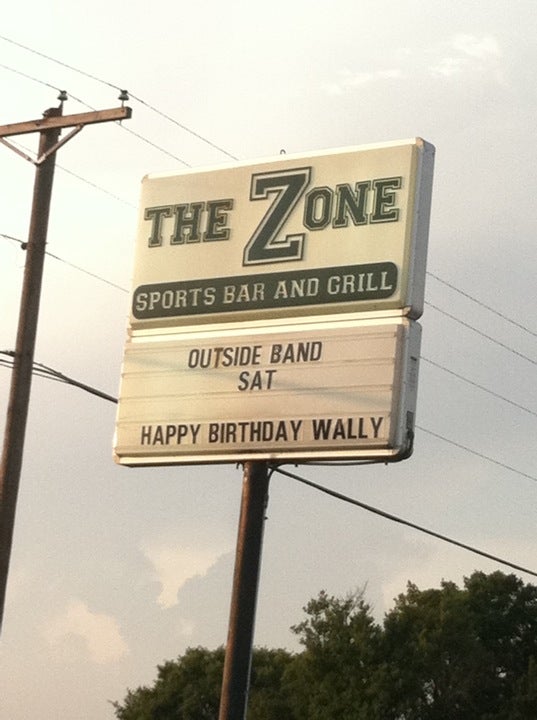 THE ZONE
SPORTS BAR AND GRILL
OUTSIDE BAND
SAT
HAPPY BIRTHDAY WALLY